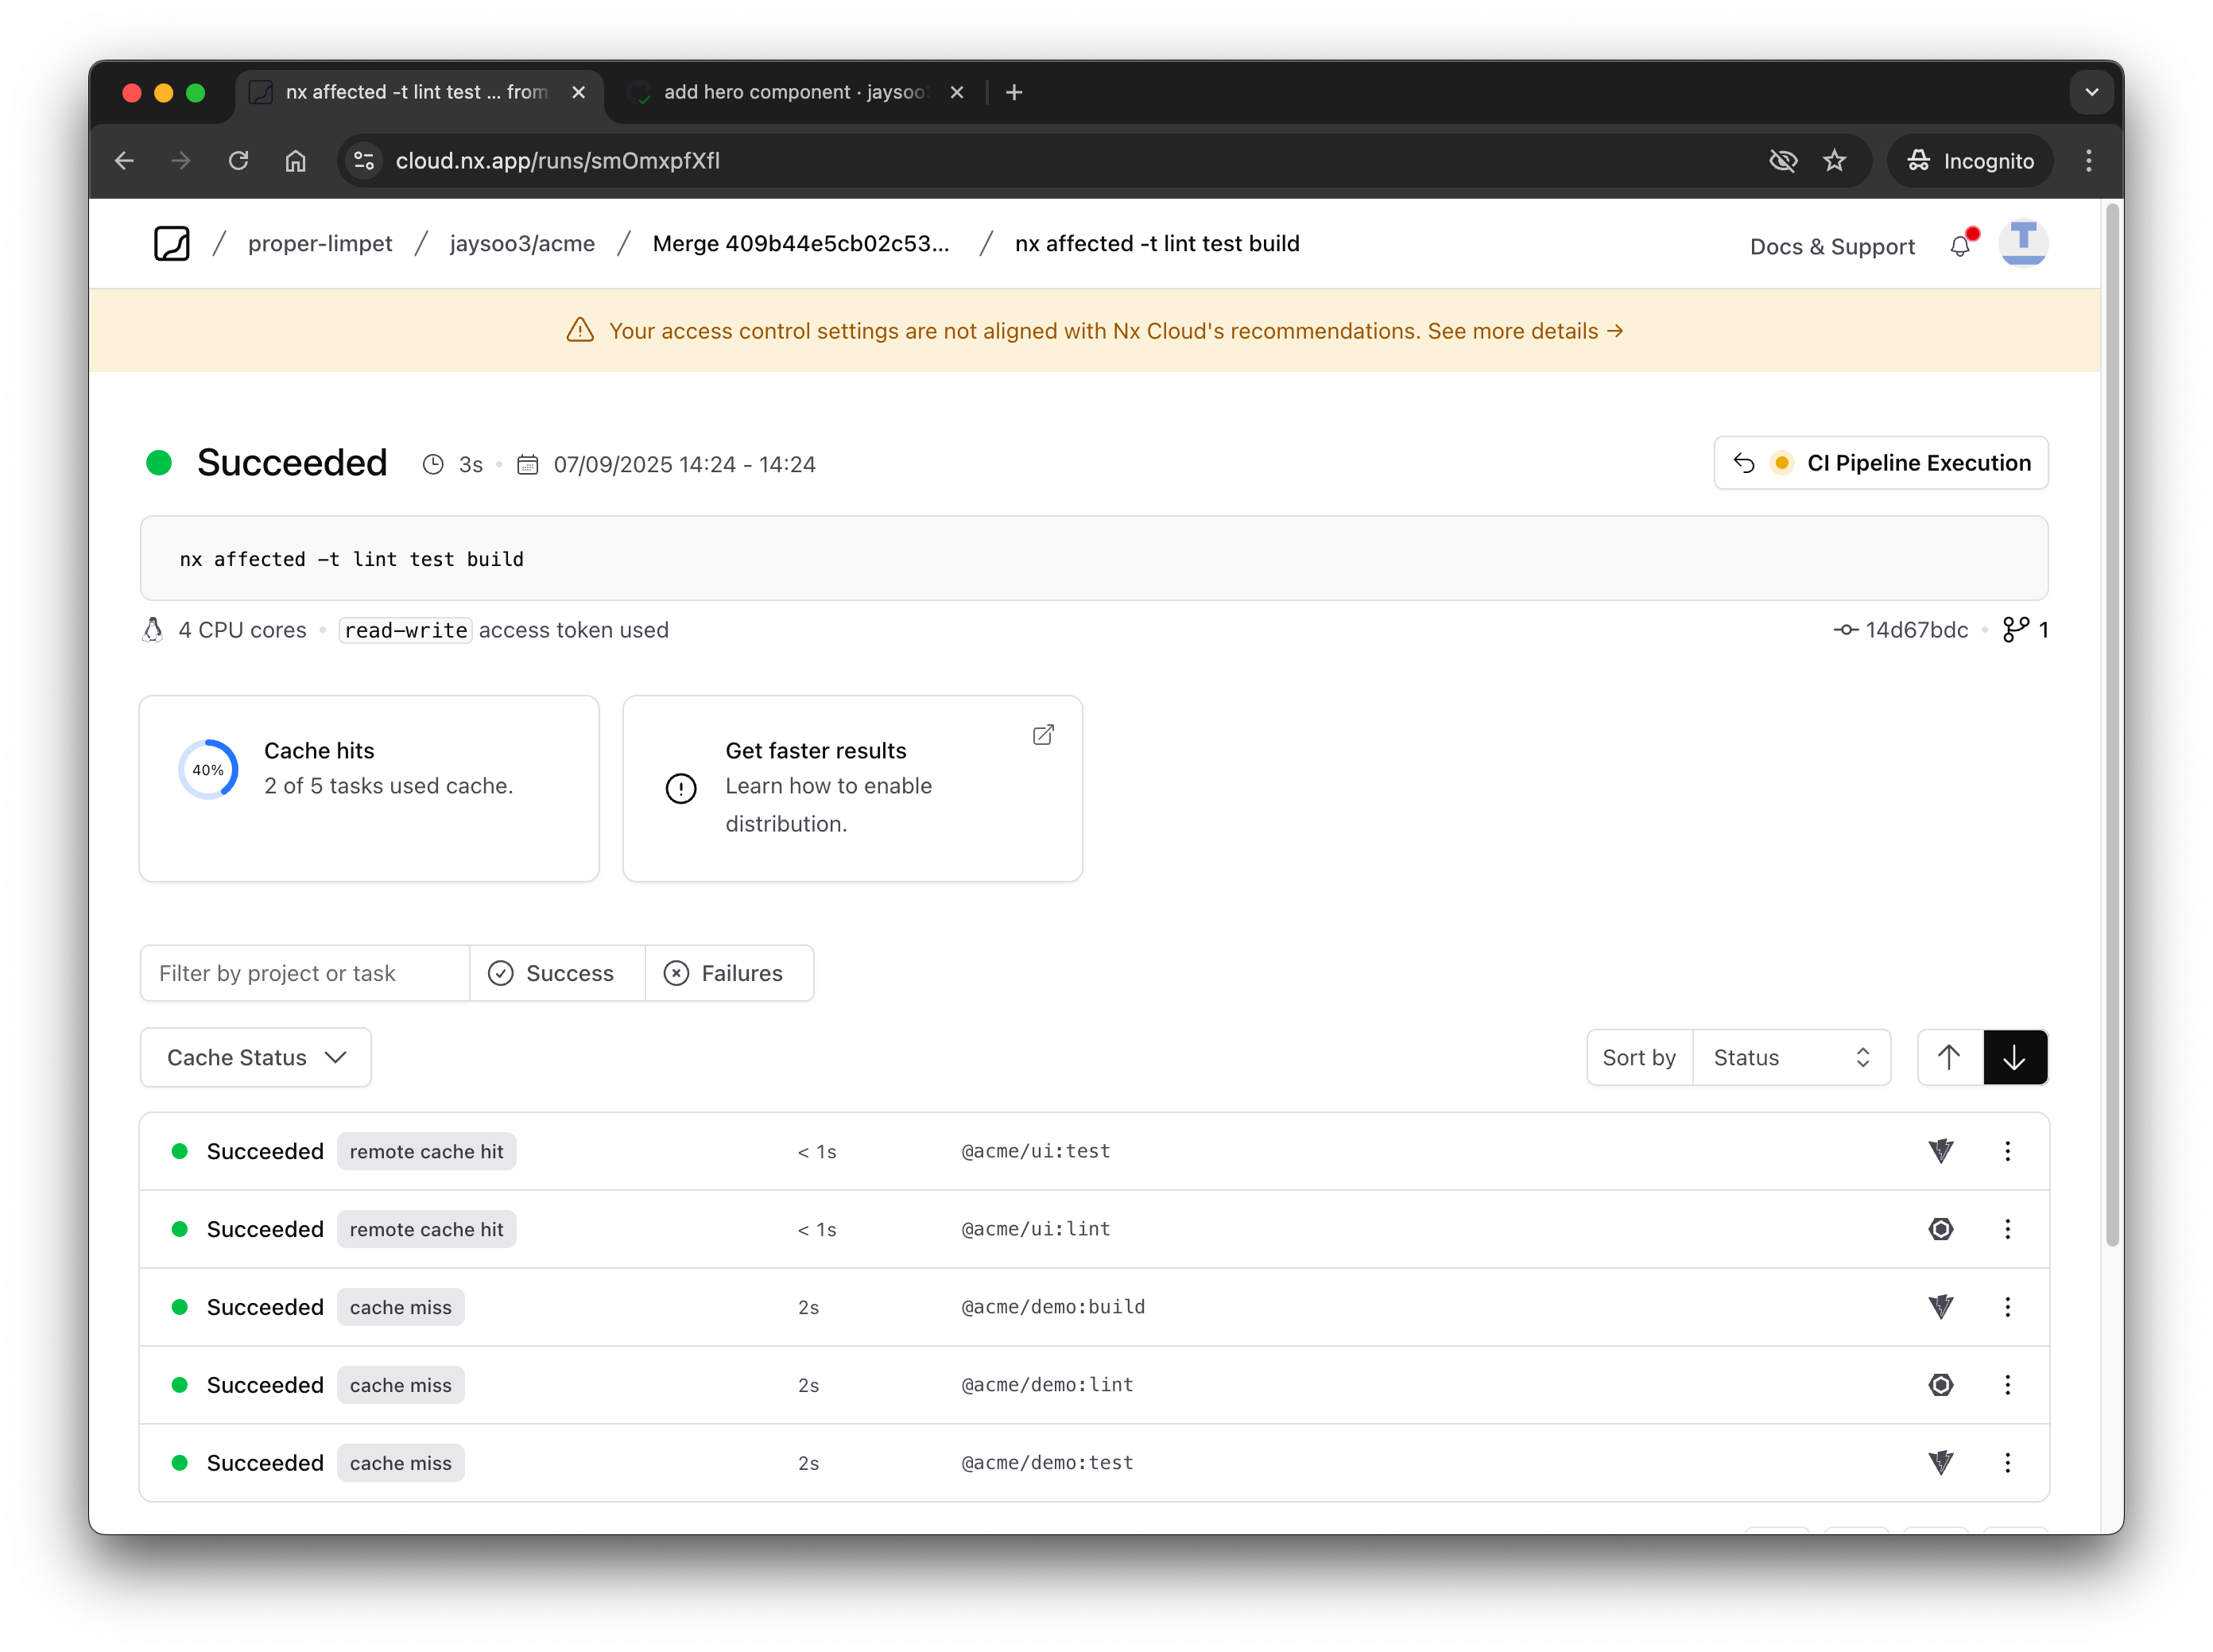 nx affected -t lint test ... from
add hero component · jaysoo
cloud.nx.app/runs/smOmxpfXfl
Incognito
/ proper-limpet / jaysoo3/acme / Merge 409b44e5cb02c53... / nx affected -t lint test build
Docs & Support
T
Your access control settings are not aligned with Nx Cloud's recommendations. See more details →
Succeeded 3s • 07/09/2025 14:24 - 14:24
CI Pipeline Execution
nx affected -t lint test build
4 CPU cores • read-write access token used
14d67bdc • 1
40%
Cache hits
2 of 5 tasks used cache.
Get faster results
Learn how to enable
distribution.
Filter by project or task
Success
Failures
Cache Status
Sort by
Status
Succeeded remote cache hit < 1s @acme/ui:test
Succeeded remote cache hit < 1s @acme/ui:lint
Succeeded cache miss 2s @acme/demo:build
Succeeded cache miss 2s @acme/demo:lint
Succeeded cache miss 2s @acme/demo:test